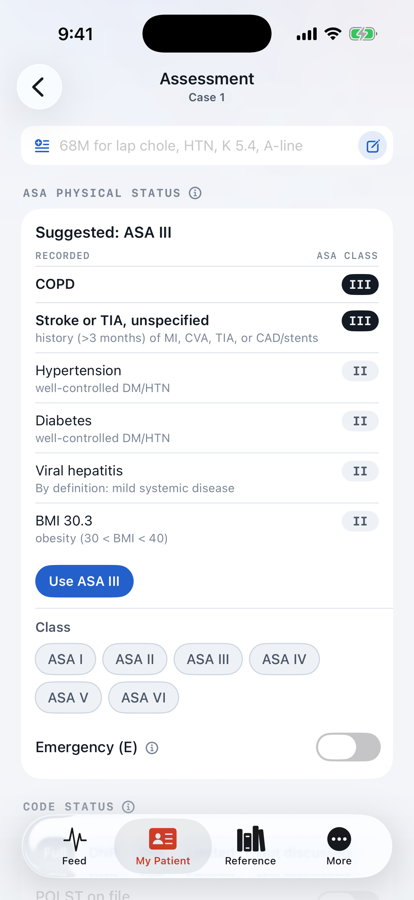 9:41
Assessment
Case 1
68M for lap chole, HTN, K 5.4, A-line
ASA PHYSICAL STATUS
Suggested: ASA III
RECORDED ASA CLASS
COPD III
Stroke or TIA, unspecified III
history (>3 months) of MI, CVA, TIA, or CAD/stents
Hypertension II
well-controlled DM/HTN
Diabetes II
well-controlled DM/HTN
Viral hepatitis II
By definition: mild systemic disease
BMI 30.3 II
obesity (30 < BMI < 40)
Use ASA III
Class
ASA I ASA II ASA III ASA IV
ASA V ASA VI
Emergency (E)
CODE STATUS
Feed My Patient Reference More
POLST on file